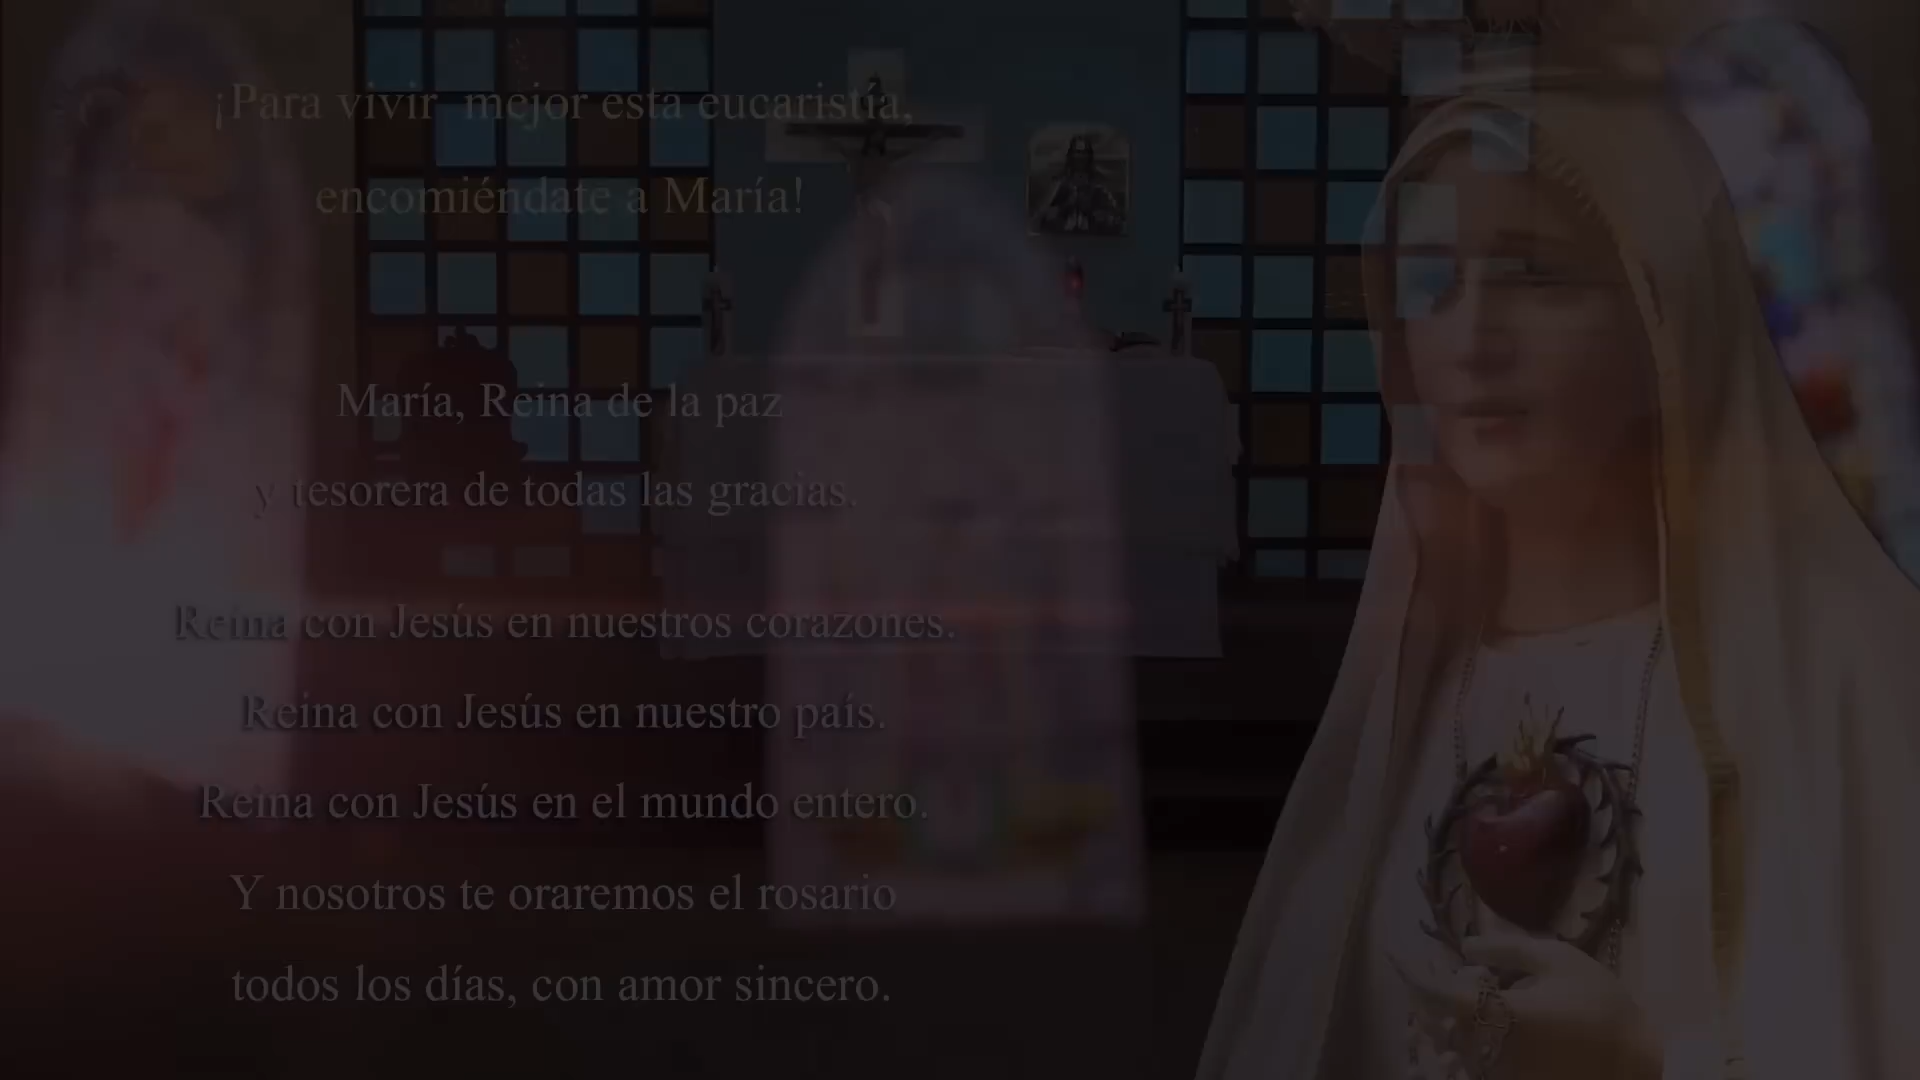 ¡Para vivir mejor esta eucaristía,
encomiéndate a María!
María, Reina de la paz
y tesorera de todas las gracias.
Reina con Jesús en nuestros corazones.
Reina con Jesús en nuestro país.
Reina con Jesús en el mundo entero.
Y nosotros te oraremos el rosario
todos los días, con amor sincero.